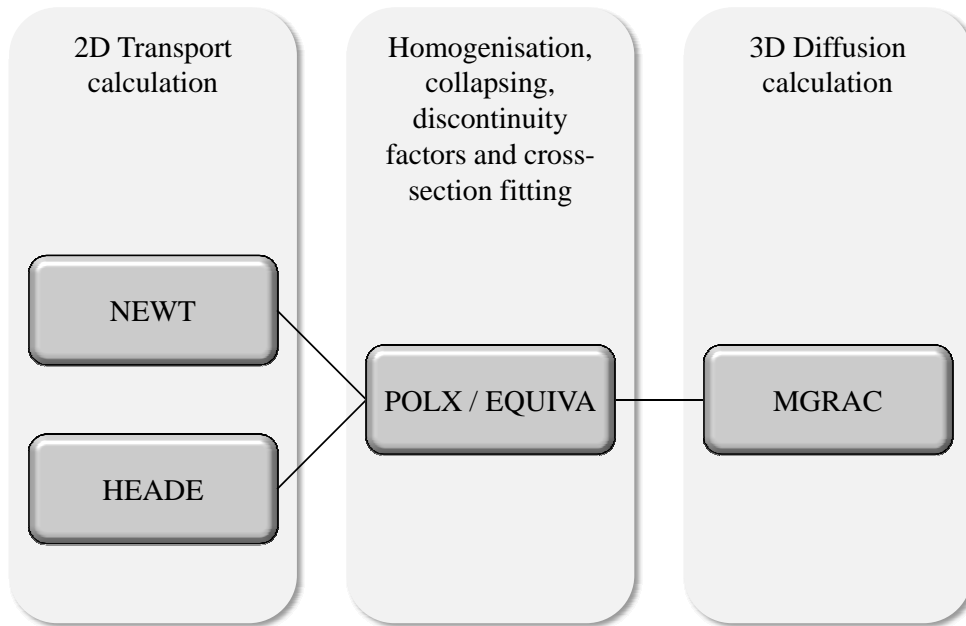 2D Transport
calculation
NEWT
HEADE
Homogenisation,
collapsing,
discontinuity
factors and cross-
section fitting
POLX / EQUIVA
3D Diffusion
calculation
MGRAC